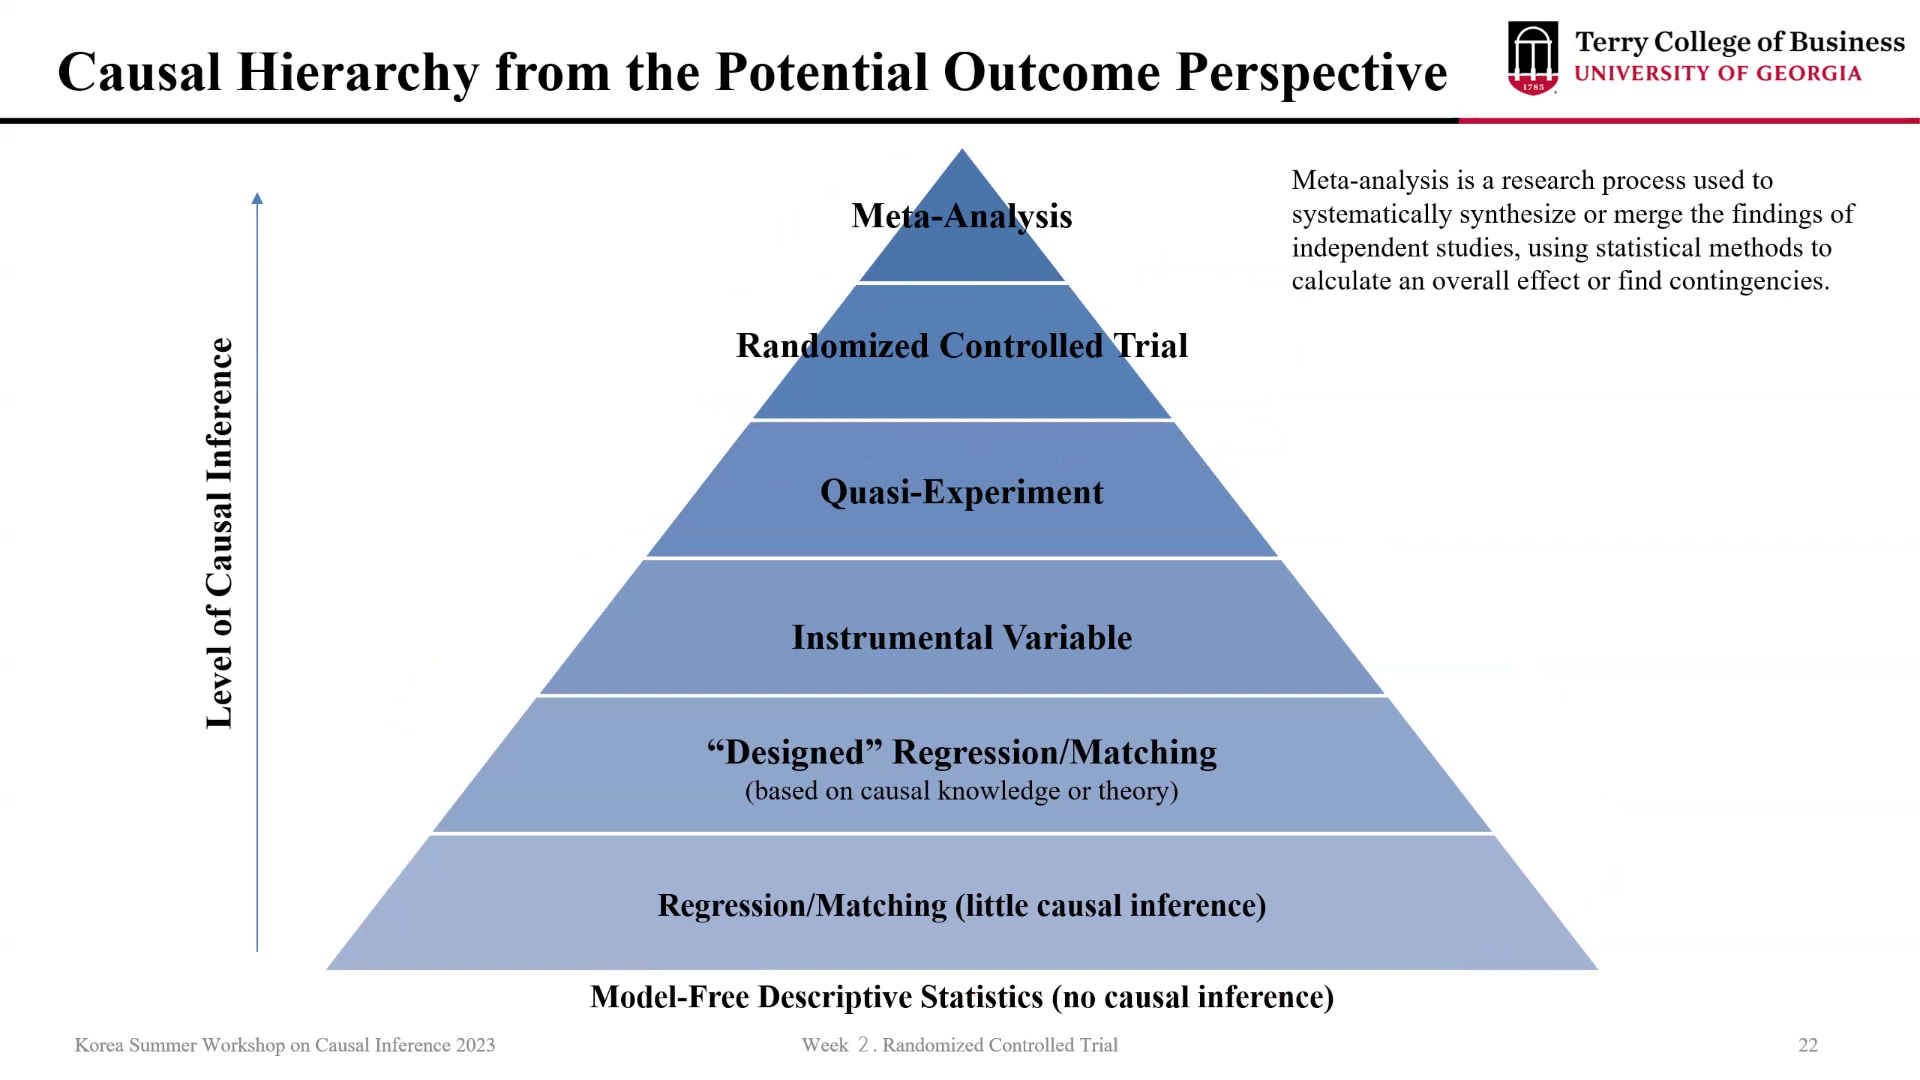 Causal Hierarchy from the Potential Outcome Perspective
Terry College of Business
UNIVERSITY OF GEORGIA
1785
Meta-analysis is a research process used to
systematically synthesize or merge the findings of
independent studies, using statistical methods to
calculate an overall effect or find contingencies.
Level of Causal Inference
Meta-Analysis
Randomized Controlled Trial
Quasi-Experiment
Instrumental Variable
“Designed” Regression/Matching
(based on causal knowledge or theory)
Regression/Matching (little causal inference)
Model-Free Descriptive Statistics (no causal inference)
Korea Summer Workshop on Causal Inference 2023
Week 2. Randomized Controlled Trial
22